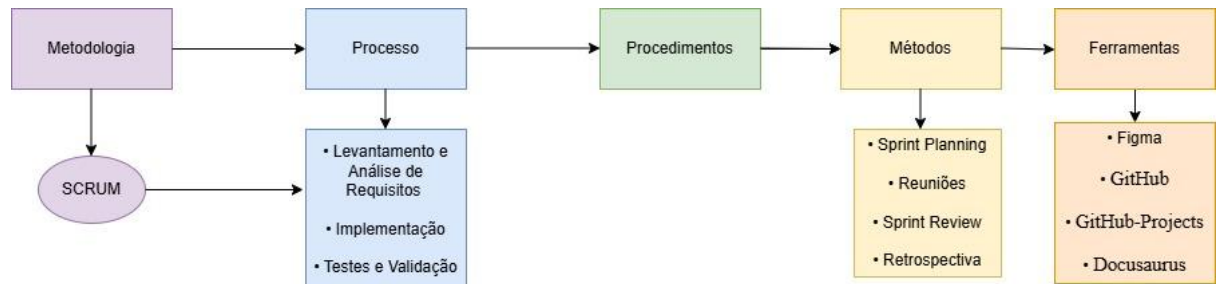 Metodologia
Processo
Procedimentos
Métodos
Ferramentas
SCRUM
• Levantamento e
Análise de
Requisitos
• Implementação
• Testes e Validação
• Sprint Planning
• Reuniões
• Sprint Review
• Retrospectiva
• Figma
• GitHub
• GitHub-Projects
• Docusaurus